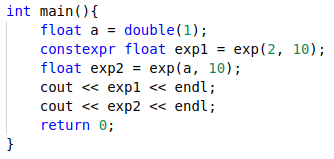 int main(){
    float a = double(1);
    constexpr float exp1 = exp(2, 10);
    float exp2 = exp(a, 10);
    cout << exp1 << endl;
    cout << exp2 << endl;
    return 0;
}